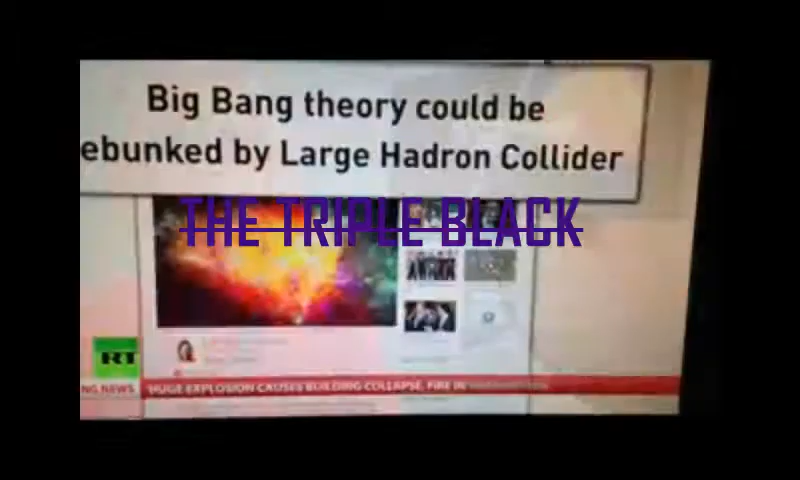 Big Bang theory could be
ebunked by Large Hadron Collider
THE TRIPLE BLACK
RT
NG NEWS
HUGE EXPLOSION CAUSES BUILDING COLLAPSE, FIRE IN